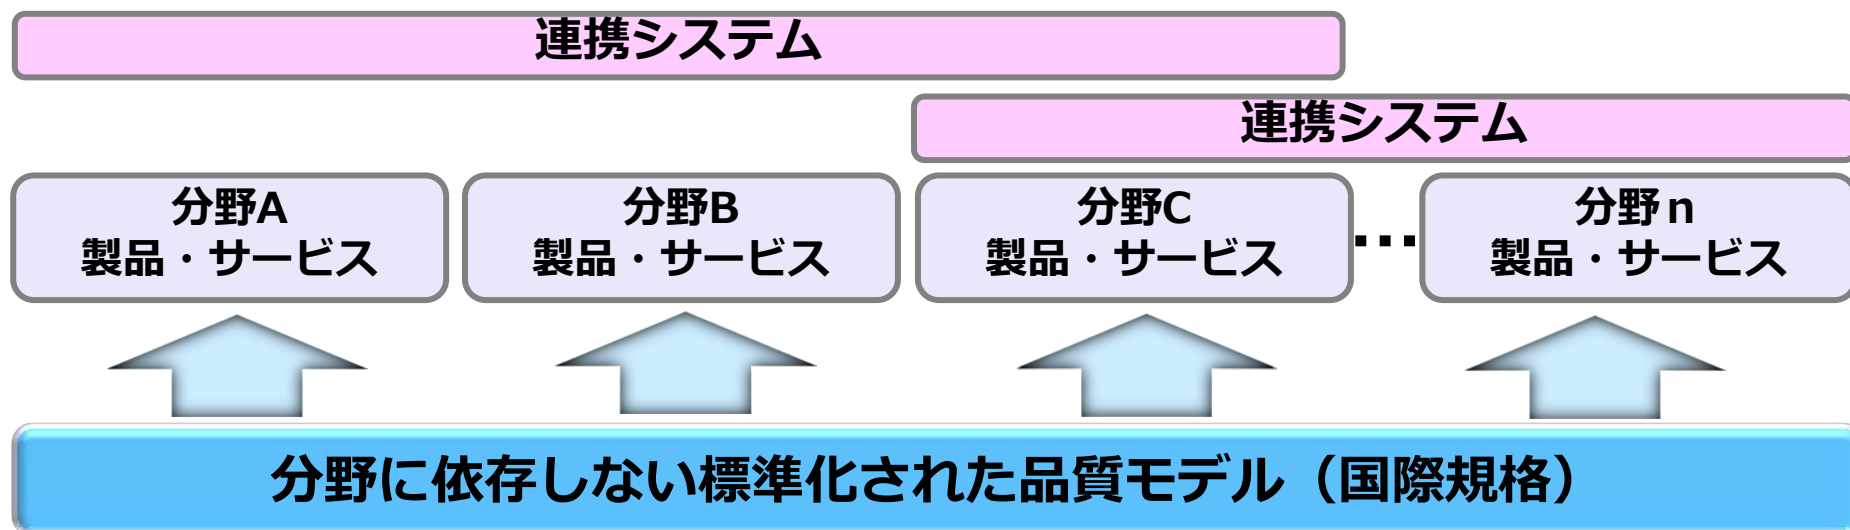 連携システム
連携システム
分野A
製品・サービス
分野B
製品・サービス
分野C
製品・サービス
…
分野ｎ
製品・サービス
分野に依存しない標準化された品質モデル（国際規格）